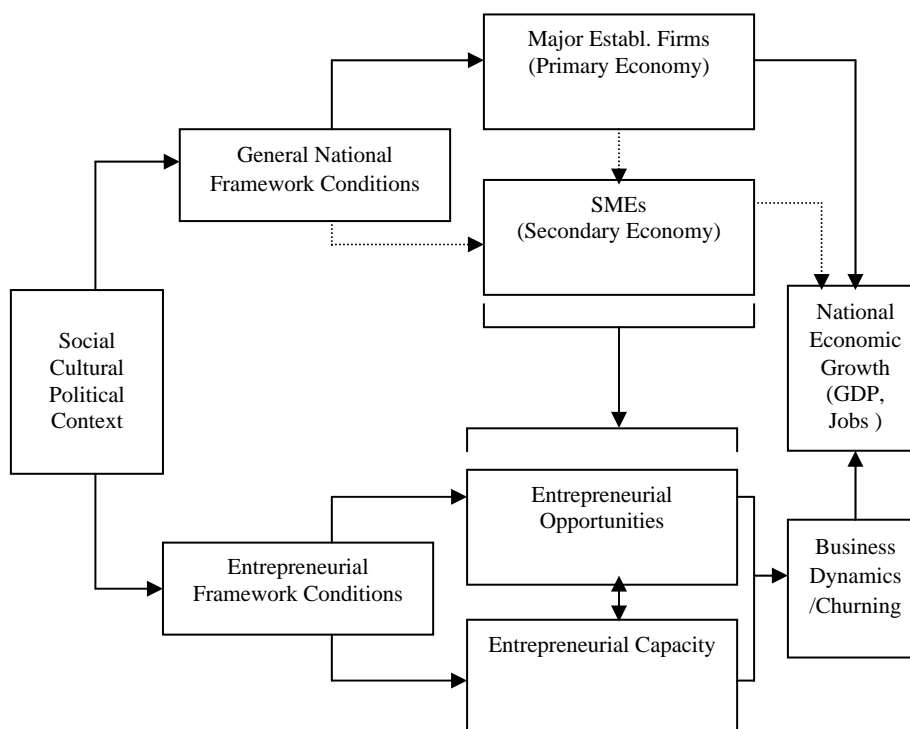 Major Establ. Firms
(Primary Economy)
General National
Framework Conditions
SMEs
(Secondary Economy)
Social
Cultural
Political
Context
National
Economic
Growth
(GDP,
Jobs )
Entrepreneurial
Opportunities
Entrepreneurial
Framework Conditions
Business
Dynamics
/Churning
Entrepreneurial Capacity